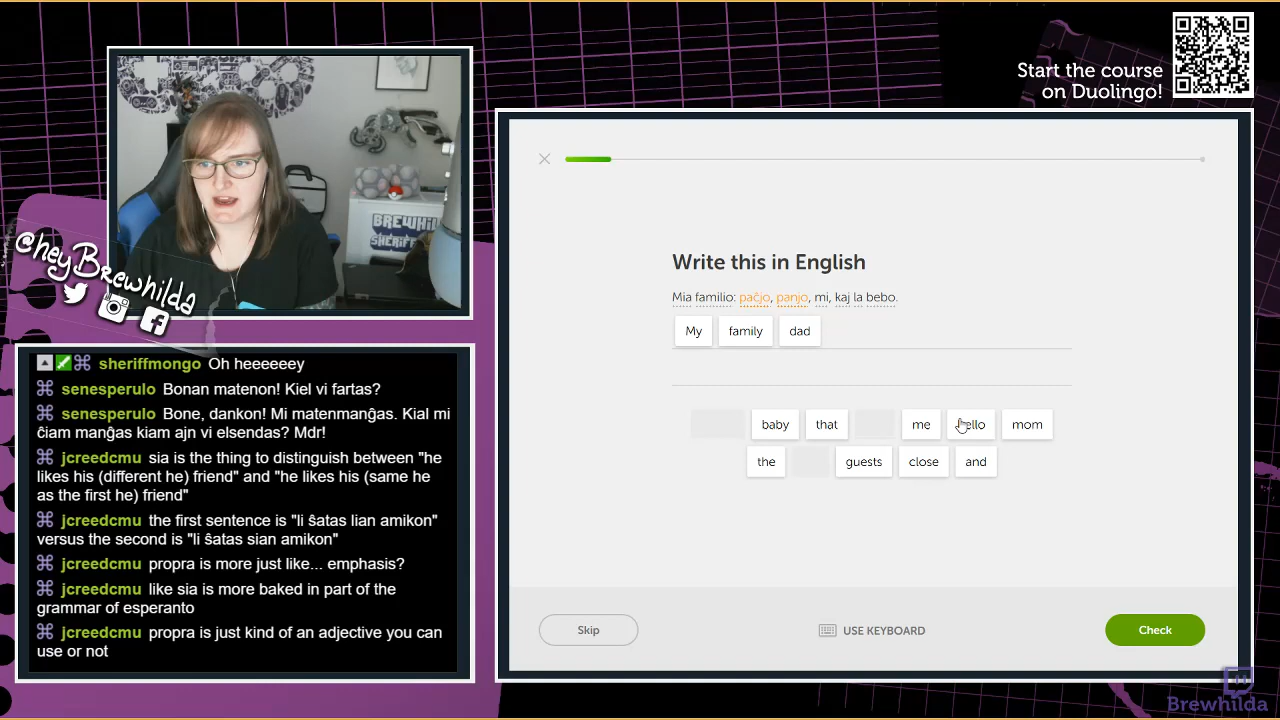 Start the course
on Duolingo!
BREWHIL
SHERIFF
@heyBrewhilda
Write this in English
Mia familio: paĉjo, panjo, mi, kaj la bebo.
My family dad
baby that me mom
the guests close and
Skip
USE KEYBOARD
Check
sheriffmongo Oh heeeeeey
senesperulo Bonan matenon! Kiel vi fartas?
senesperulo Bone, dankon! Mi matenmanĝas. Kial mi
ĉiam manĝas kiam ajn vi elsendas? Mdr!
jcreedcmu sia is the thing to distinguish between "he
likes his (different he) friend" and "he likes his (same he
as the first he) friend"
jcreedcmu the first sentence is "li ŝatas lian amikon"
versus the second is "li ŝatas sian amikon"
jcreedcmu propra is more just like... emphasis?
jcreedcmu like sia is more baked in part of the
grammar of esperanto
jcreedcmu propra is just kind of an adjective you can
use or not
Brewhilda